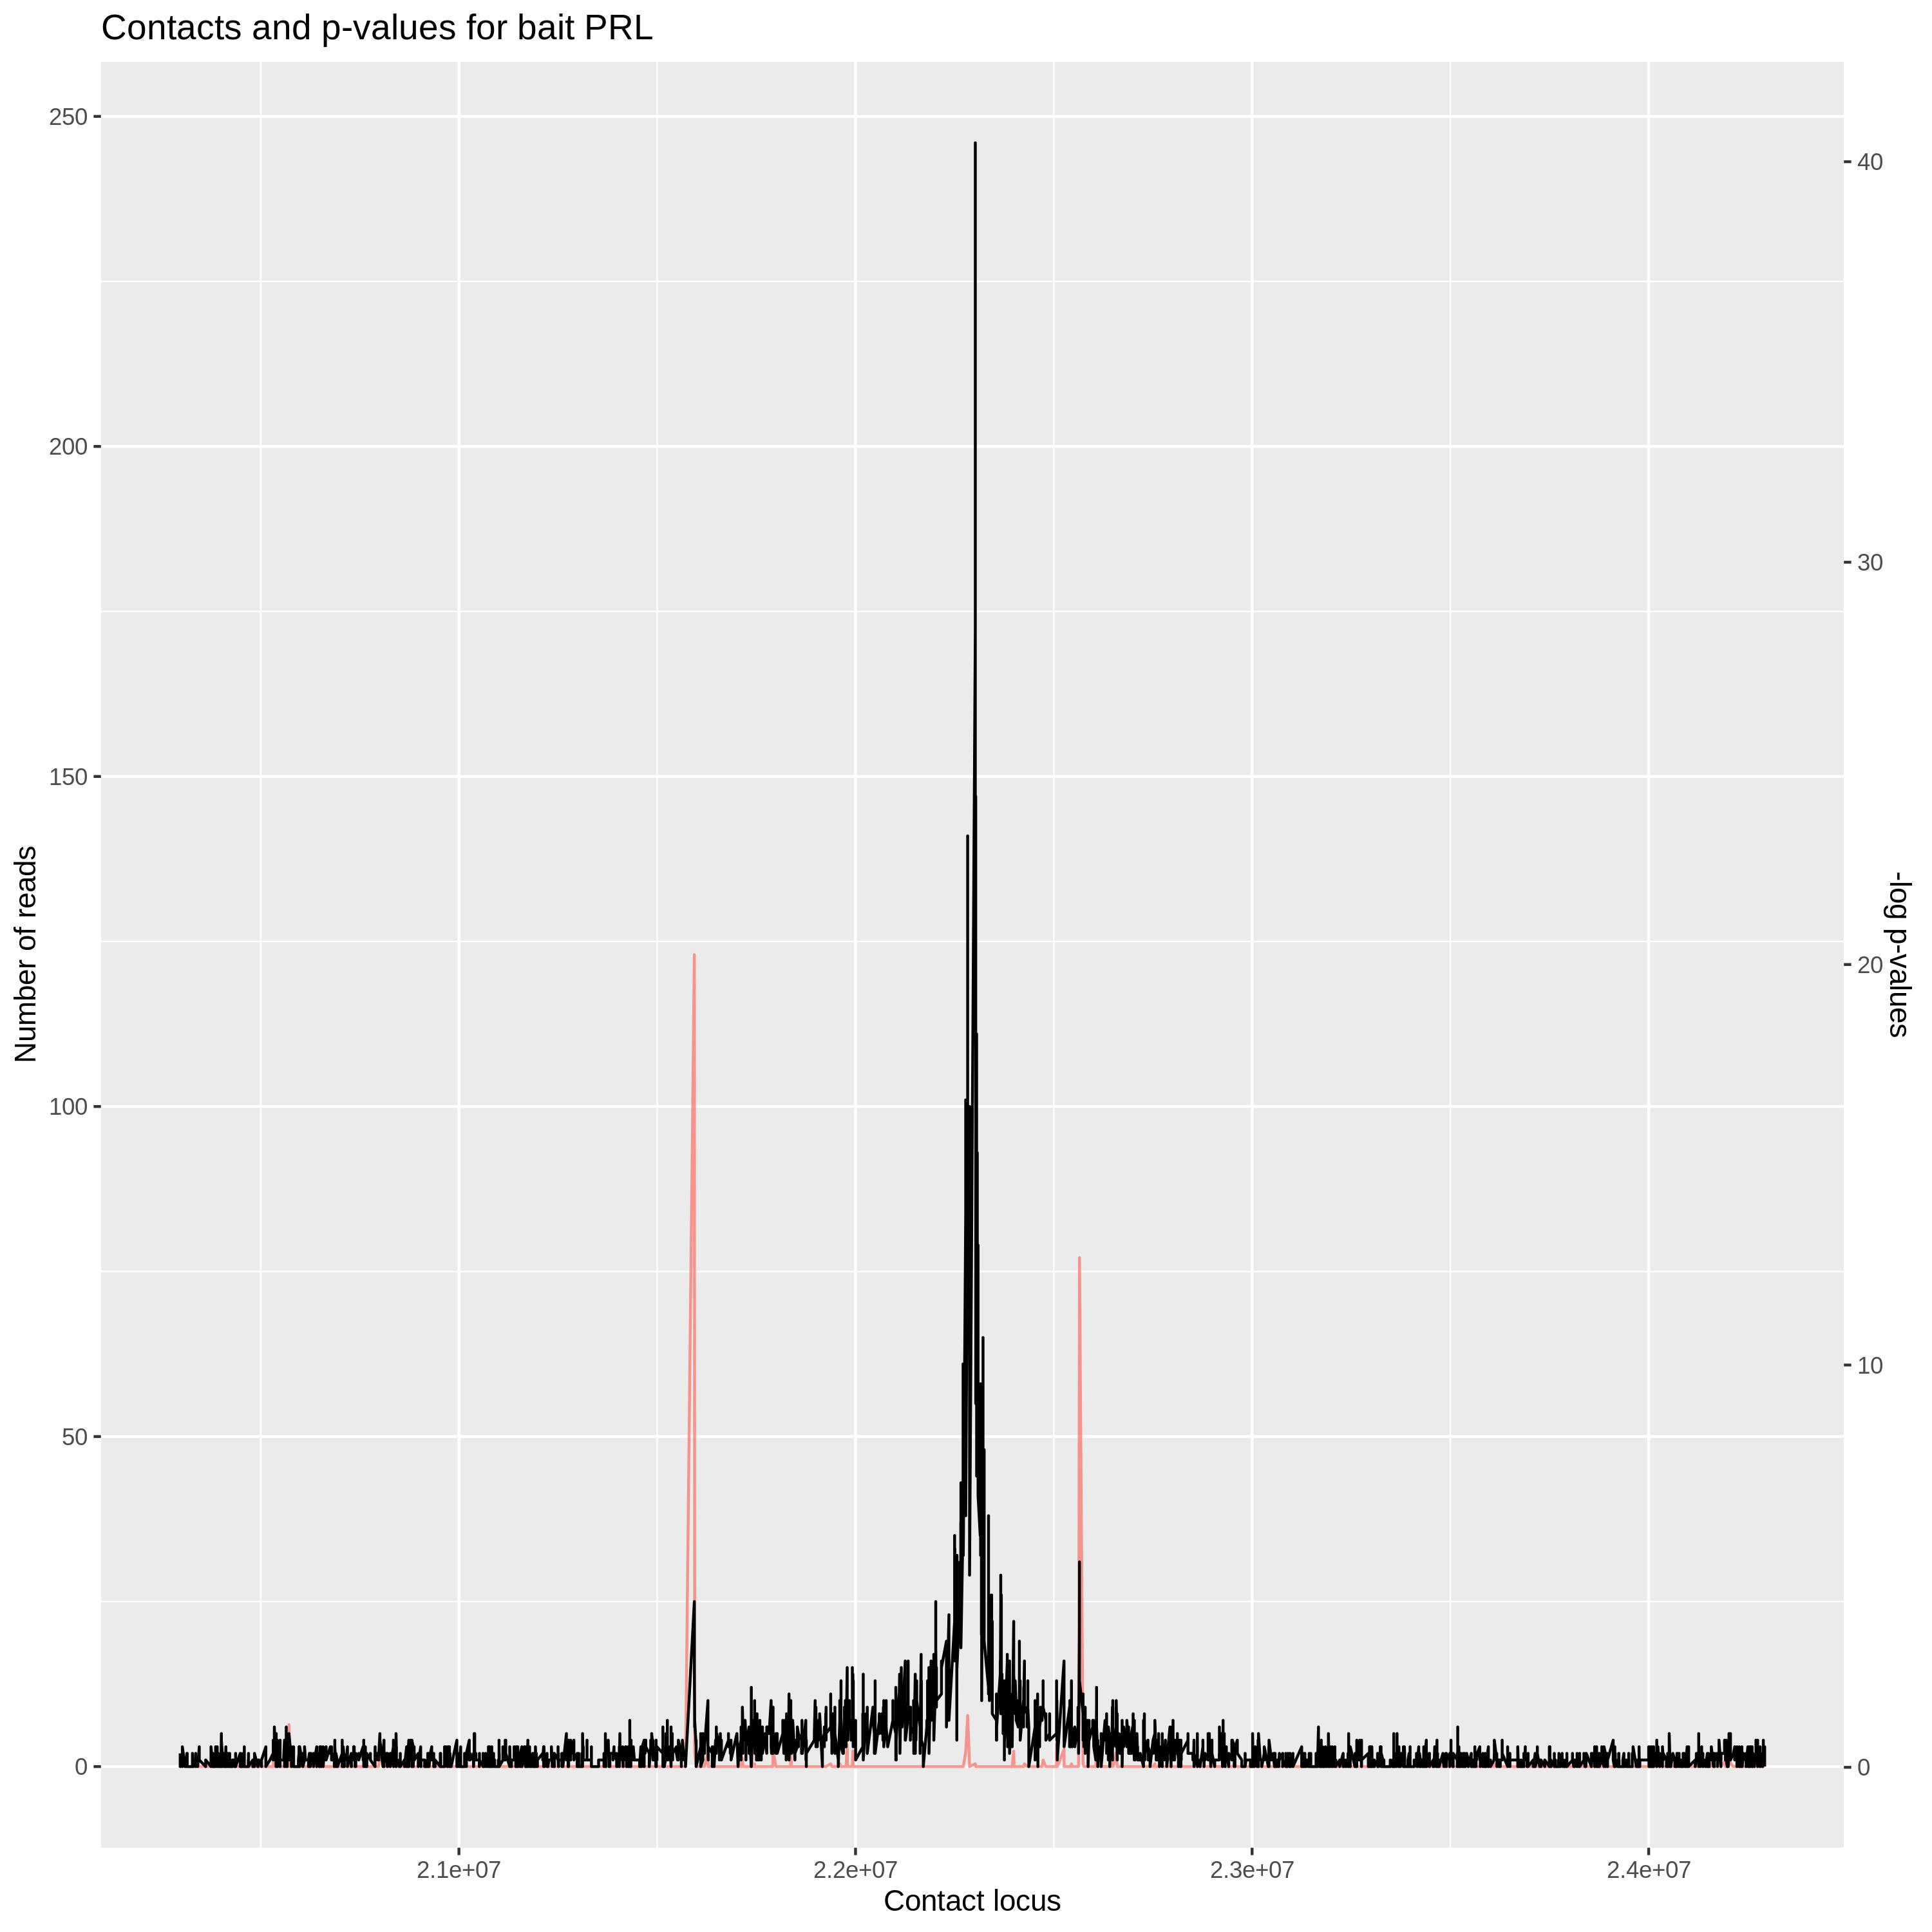 Contacts and p-values for bait PRL
250
200
150
100
50
0
Number of reads
40
30
20
10
0
-log p-values
2.1e+07
2.2e+07
2.3e+07
2.4e+07
Contact locus